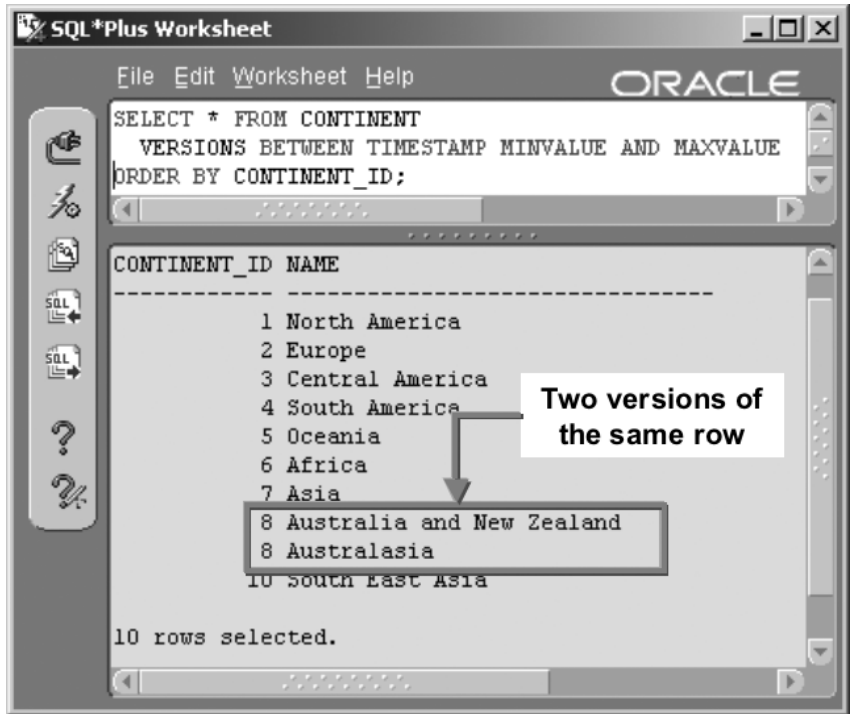 SQL*Plus Worksheet
File Edit Worksheet Help
ORACLE
SELECT * FROM CONTINENT
VERSIONS BETWEEN TIMESTAMP MINVALUE AND MAXVALUE
ORDER BY CONTINENT_ID;
CONTINENT_ID NAME
------------ --------------------------------
1 North America
2 Europe
3 Central America
4 South America
5 Oceania
6 Africa
7 Asia
8 Australia and New Zealand
8 Australasia
10 South East Asia
Two versions of
the same row
10 rows selected.
SQL
SQL